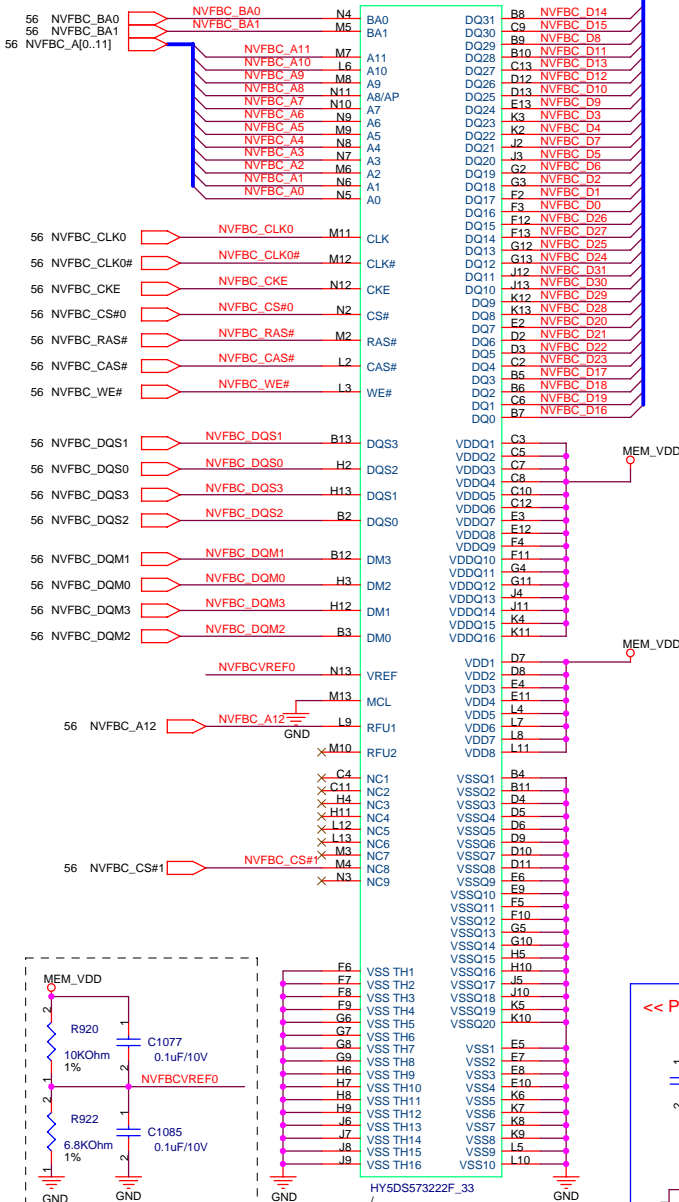 56 NVFBC_BA0 NVFBC_BA0 N4 BA0 DQ31 B8 NVFBC_D14
56 NVFBC_BA1 NVFBC_BA1 M5 BA1 DQ30 C9 NVFBC_D15
56 NVFBC_A[0..11] DQ29 B9 NVFBC_D8
NVFBC_A11 M7 A11 DQ28 B10 NVFBC_D11
NVFBC_A10 L6 A10 DQ27 C13 NVFBC_D13
NVFBC_A9 M8 A9 DQ26 D12 NVFBC_D12
NVFBC_A8 N11 A8/AP DQ25 D13 NVFBC_D10
NVFBC_A7 N10 A7 DQ24 E13 NVFBC_D9
NVFBC_A6 N9 A6 DQ23 K3 NVFBC_D3
NVFBC_A5 M9 A5 DQ22 K2 NVFBC_D4
NVFBC_A4 N8 A4 DQ21 J2 NVFBC_D7
NVFBC_A3 N7 A3 DQ20 J3 NVFBC_D5
NVFBC_A2 M6 A2 DQ19 G2 NVFBC_D6
NVFBC_A1 N6 A1 DQ18 G3 NVFBC_D2
NVFBC_A0 N5 A0 DQ17 F2 NVFBC_D1
DQ16 F3 NVFBC_D0
DQ15 F12 NVFBC_D26
56 NVFBC_CLK0 NVFBC_CLK0 M11 CLK DQ14 F13 NVFBC_D27
DQ13 G12 NVFBC_D25
56 NVFBC_CLK0# NVFBC_CLK0# M12 CLK# DQ12 G13 NVFBC_D24
DQ11 J12 NVFBC_D31
56 NVFBC_CKE NVFBC_CKE N12 CKE DQ10 J13 NVFBC_D30
DQ9 K12 NVFBC_D29
56 NVFBC_CS#0 NVFBC_CS#0 N2 CS# DQ8 K13 NVFBC_D28
DQ7 E2 NVFBC_D20
56 NVFBC_RAS# NVFBC_RAS# M2 RAS# DQ6 D2 NVFBC_D21
DQ5 D3 NVFBC_D22
56 NVFBC_CAS# NVFBC_CAS# L2 CAS# DQ4 C2 NVFBC_D23
DQ3 B5 NVFBC_D17
56 NVFBC_WE# NVFBC_WE# L3 WE# DQ2 B6 NVFBC_D18
DQ1 C6 NVFBC_D19
DQ0 B7 NVFBC_D16
56 NVFBC_DQS1 NVFBC_DQS1 B13 DQS3 VDDQ1 C3
VDDQ2 C5 MEM_VDD
56 NVFBC_DQS0 NVFBC_DQS0 H2 DQS2 VDDQ3 C7
VDDQ4 C8
56 NVFBC_DQS3 NVFBC_DQS3 H13 DQS1 VDDQ5 C10
VDDQ6 C12
56 NVFBC_DQS2 NVFBC_DQS2 B2 DQS0 VDDQ7 E3
VDDQ8 E12
VDDQ9 F4
56 NVFBC_DQM1 NVFBC_DQM1 B12 DM3 VDDQ10 F11
VDDQ11 G4
56 NVFBC_DQM0 NVFBC_DQM0 H3 DM2 VDDQ12 G11
VDDQ13 J4
56 NVFBC_DQM3 NVFBC_DQM3 H12 DM1 VDDQ14 J11
VDDQ15 K4
56 NVFBC_DQM2 NVFBC_DQM2 B3 DM0 VDDQ16 K11
MEM_VDD
NVFBCVREF0 N13 VREF VDD1 D7
VDD2 D8
VDD3 E4
M13 MCL VDD4 E11
GND VDD5 L4
56 NVFBC_A12 NVFBC_A12 L9 RFU1 VDD6 L7
VDD7 L8
M10 RFU2 VDD8 L11
C4 NC1 VSSQ1 B4
C11 NC2 VSSQ2 B11
H4 NC3 VSSQ3 D4
H11 NC4 VSSQ4 D5
L12 NC5 VSSQ5 D6
L13 NC6 VSSQ6 D9
M3 NC7 VSSQ7 D10
56 NVFBC_CS#1 NVFBC_CS#1 M4 NC8 VSSQ8 D11
N3 NC9 VSSQ9 E6
VSSQ10 E9
VSSQ11 F5
VSSQ12 F10
VSSQ13 G5
VSSQ14 G10
VSSQ15 H5
F6 VSS TH1 VSSQ16 H10
F7 VSS TH2 VSSQ17 J5
F8 VSS TH3 VSSQ18 J10
F9 VSS TH4 VSSQ19 K5
G6 VSS TH5 VSSQ20 K10
G7 VSS TH6
G8 VSS TH7 VSS1 E5
G9 VSS TH8 VSS2 E7
H6 VSS TH9 VSS3 E8
H7 VSS TH10 VSS4 E10
H8 VSS TH11 VSS5 K6
H9 VSS TH12 VSS6 K7
J6 VSS TH13 VSS7 K8
J7 VSS TH14 VSS8 K9
J8 VSS TH15 VSS9 L5
J9 VSS TH16 VSS10 L10
GND HY5DS573222F_33 GND
/
MEM_VDD
2 1
R920 C1077
10KOhm 0.1uF/10V
1%
1 2 NVFBCVREF0
2 2
R922 C1085
6.8KOhm 0.1uF/10V
1%
1 1
GND GND
<< P
1
2